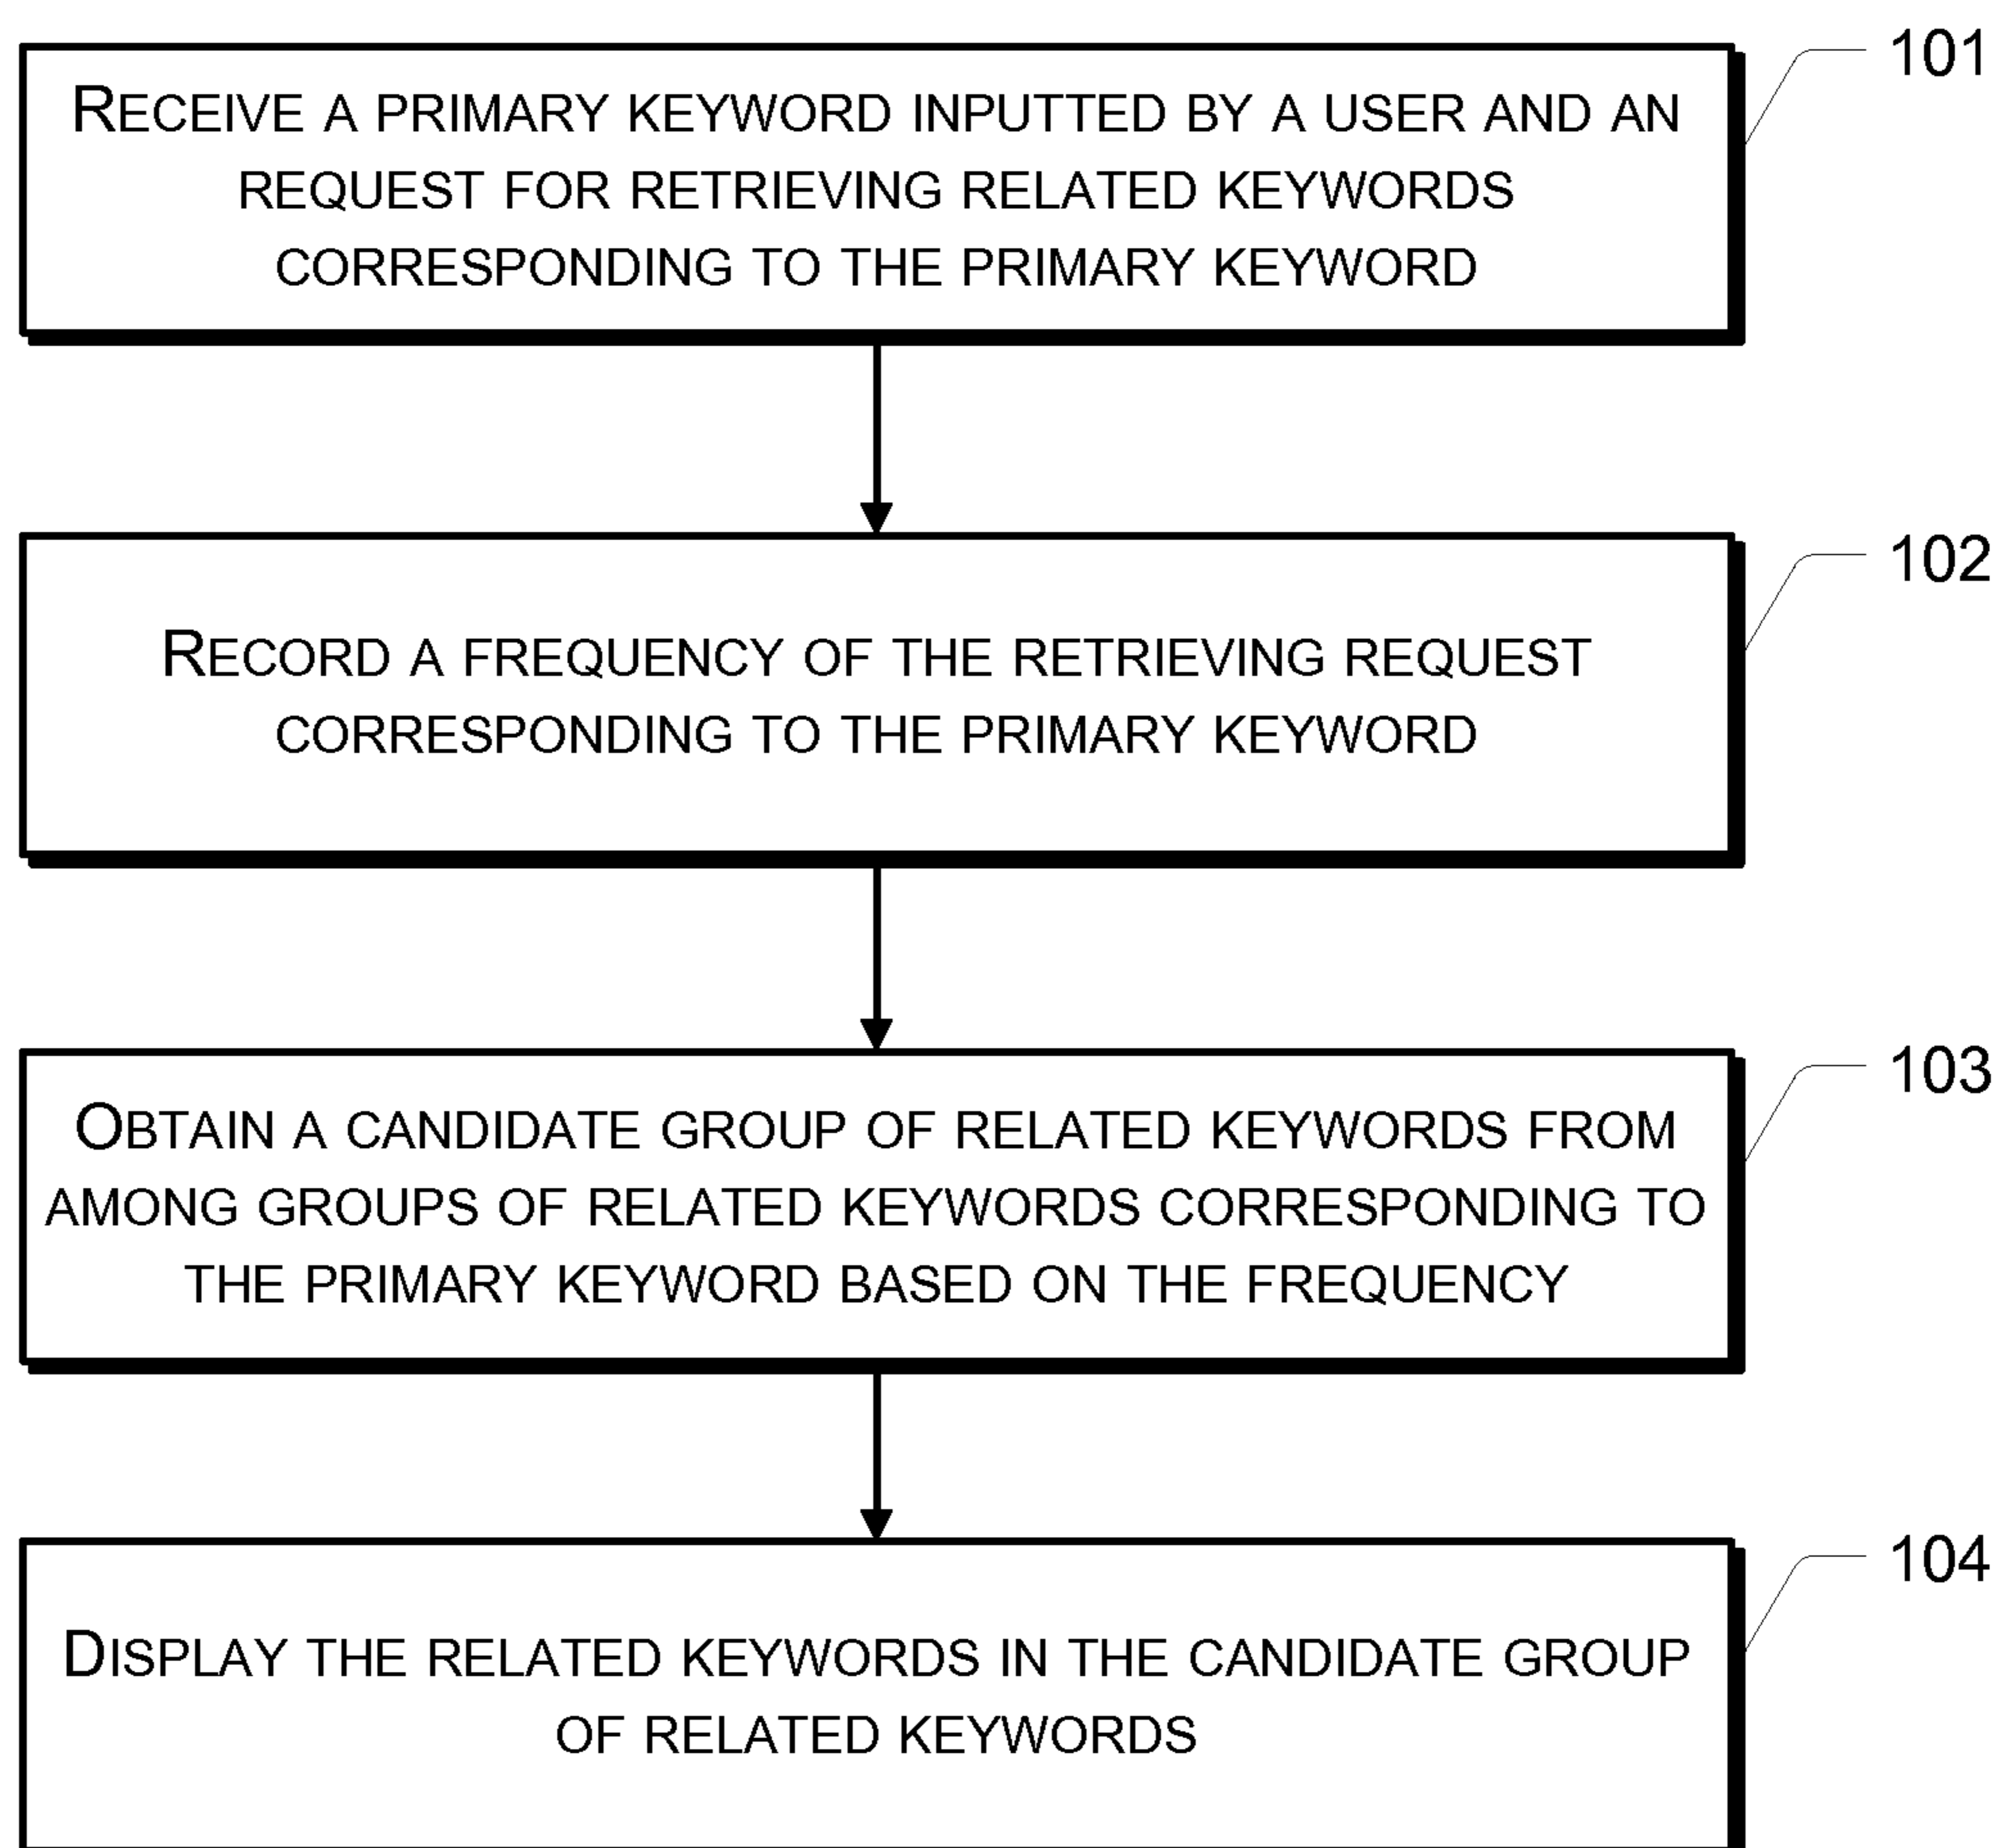 RECEIVE A PRIMARY KEYWORD INPUTTED BY A USER AND AN
REQUEST FOR RETRIEVING RELATED KEYWORDS
CORRESPONDING TO THE PRIMARY KEYWORD
101
RECORD A FREQUENCY OF THE RETRIEVING REQUEST
CORRESPONDING TO THE PRIMARY KEYWORD
102
OBTAIN A CANDIDATE GROUP OF RELATED KEYWORDS FROM
AMONG GROUPS OF RELATED KEYWORDS CORRESPONDING TO
THE PRIMARY KEYWORD BASED ON THE FREQUENCY
103
DISPLAY THE RELATED KEYWORDS IN THE CANDIDATE GROUP
OF RELATED KEYWORDS
104